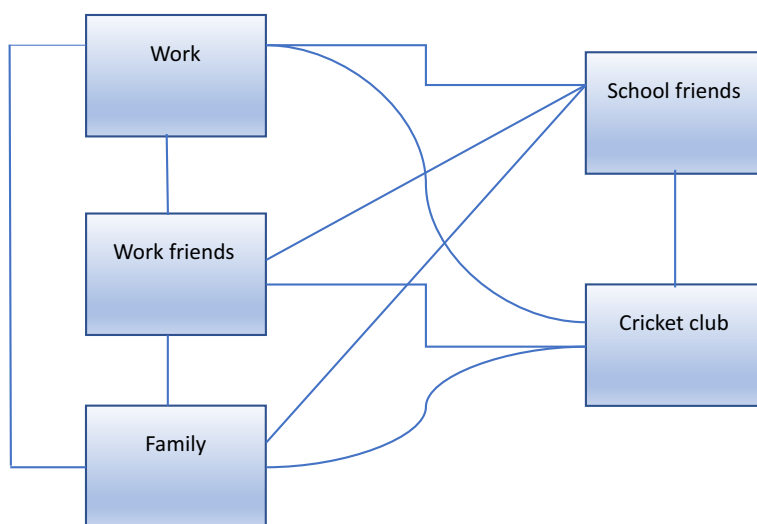 Work
School friends
Work friends
Cricket club
Family